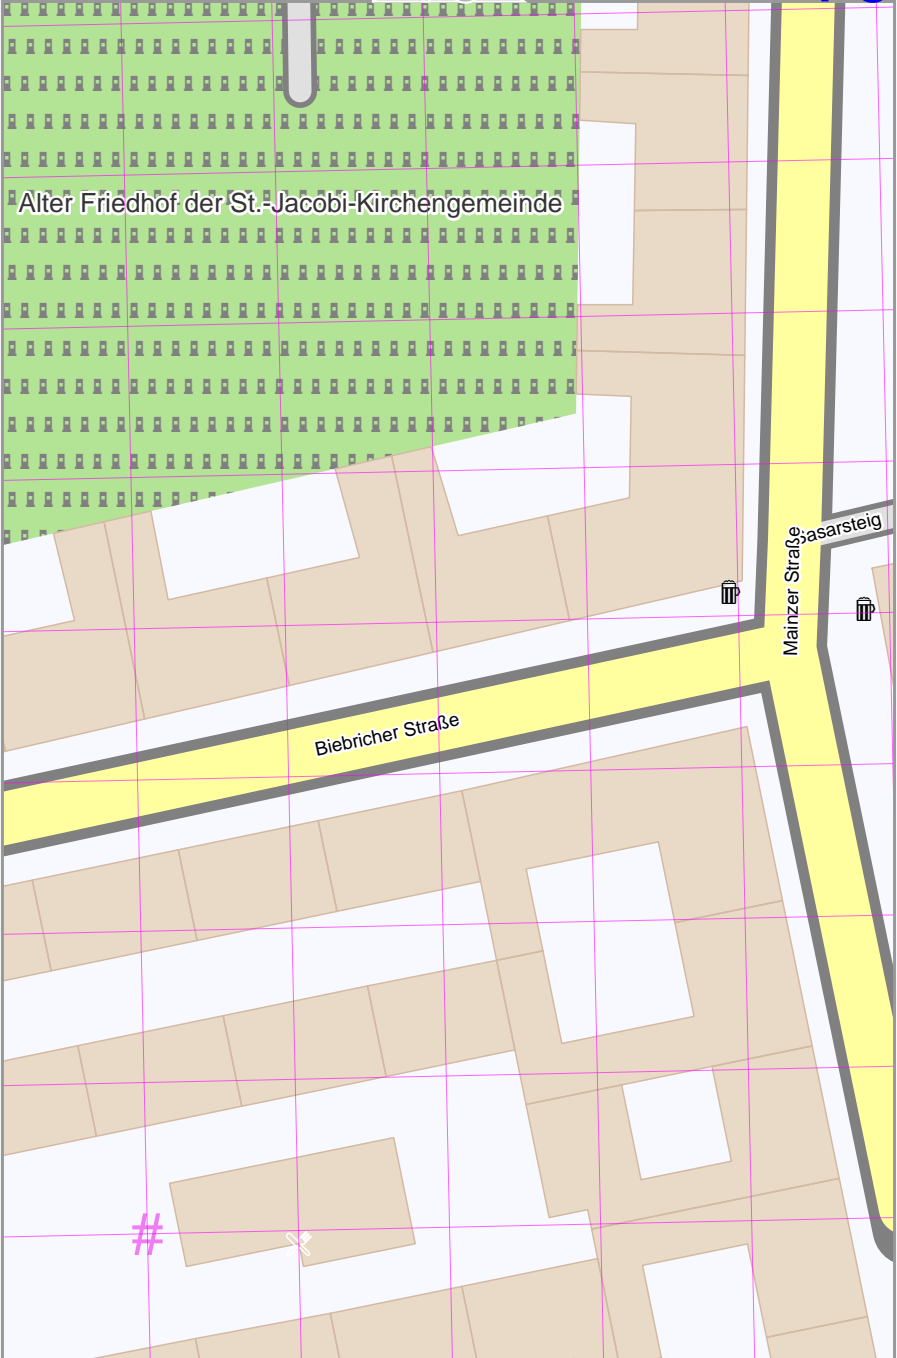 Alter Friedhof der St.-Jacobi-Kirchengemeinde
Mainzer Straße
Biebricher Straße
#